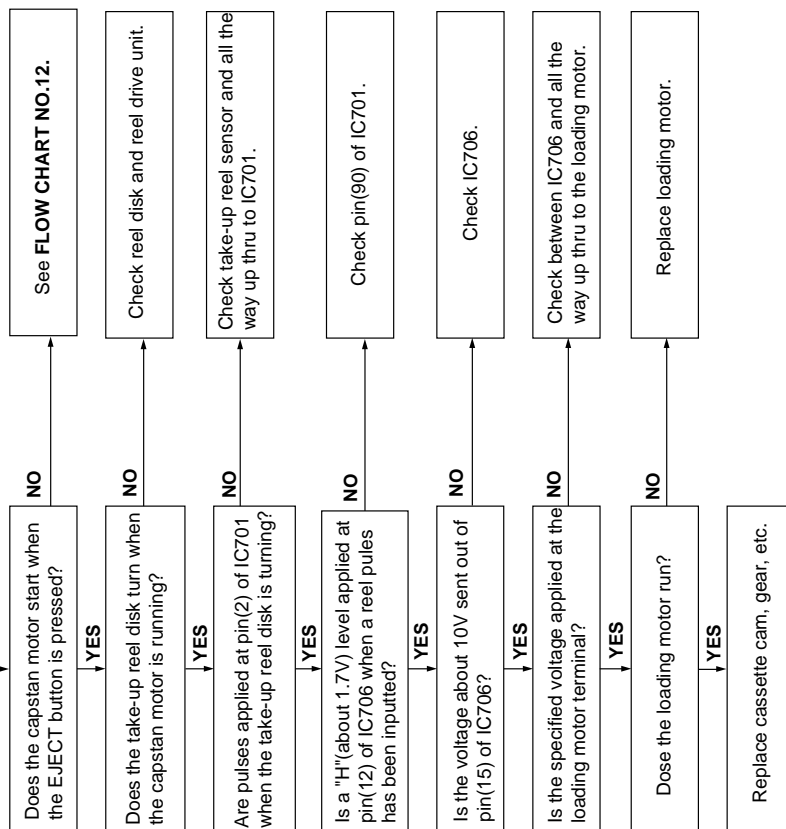 Does the capstan motor start when
the EJECT button is pressed?
NO
See FLOW CHART NO.12.
YES
Does the take-up reel disk turn when
the capstan motor is running?
NO
Check reel disk and reel drive unit.
YES
Are pulses applied at pin(2) of IC701
when the take-up reel disk is turning?
NO
Check take-up reel sensor and all the
way up thru to IC701.
YES
Is a "H"(about 1.7V) level applied at
pin(12) of IC706 when a reel pules
has been inputted?
NO
Check pin(90) of IC701.
YES
Is the voltage about 10V sent out of
pin(15) of IC706?
NO
Check IC706.
YES
Is the specified voltage applied at the
loading motor terminal?
NO
Check between IC706 and all the
way up thru to the loading motor.
YES
Dose the loading motor run?
NO
Replace loading motor.
YES
Replace cassette cam, gear, etc.